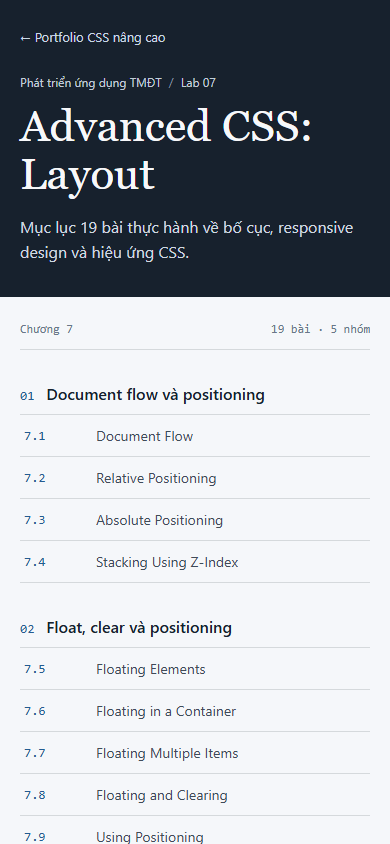 ← Portfolio CSS nâng cao
Phát triển ứng dụng TMĐT / Lab 07
Advanced CSS:
Layout
Mục lục 19 bài thực hành về bố cục, responsive
design và hiệu ứng CSS.
Chương 7 19 bài · 5 nhóm
01 Document flow và positioning
7.1 Document Flow
7.2 Relative Positioning
7.3 Absolute Positioning
7.4 Stacking Using Z-Index
02 Float, clear và positioning
7.5 Floating Elements
7.6 Floating in a Container
7.7 Floating Multiple Items
7.8 Floating and Clearing
7.9 Using Positioning